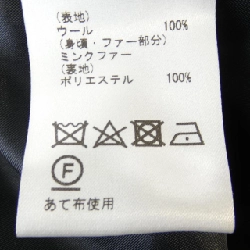 (表地)
ウール 100%
(身頃・ファー部分)
ミンクファー
(裏地)
ポリエステル 100%
F
あて布使用